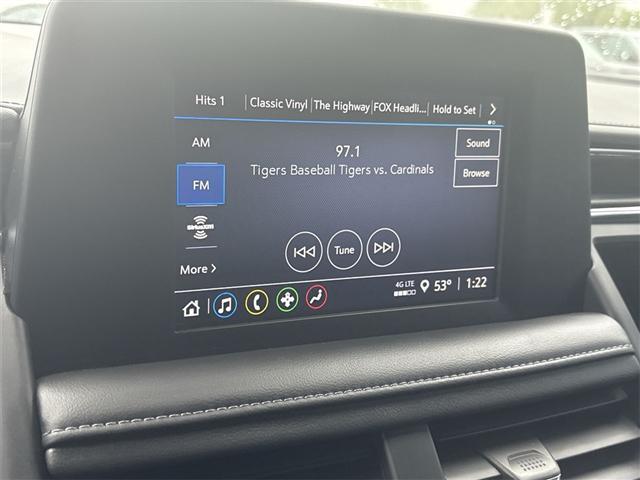 Hits 1 Classic Vinyl The Highway FOX Headli... Hold to Set
AM
97.1
Sound
Tigers Baseball Tigers vs. Cardinals
FM
Browse
SiriusXM
Tune
More
4G LTE 53° 1:22